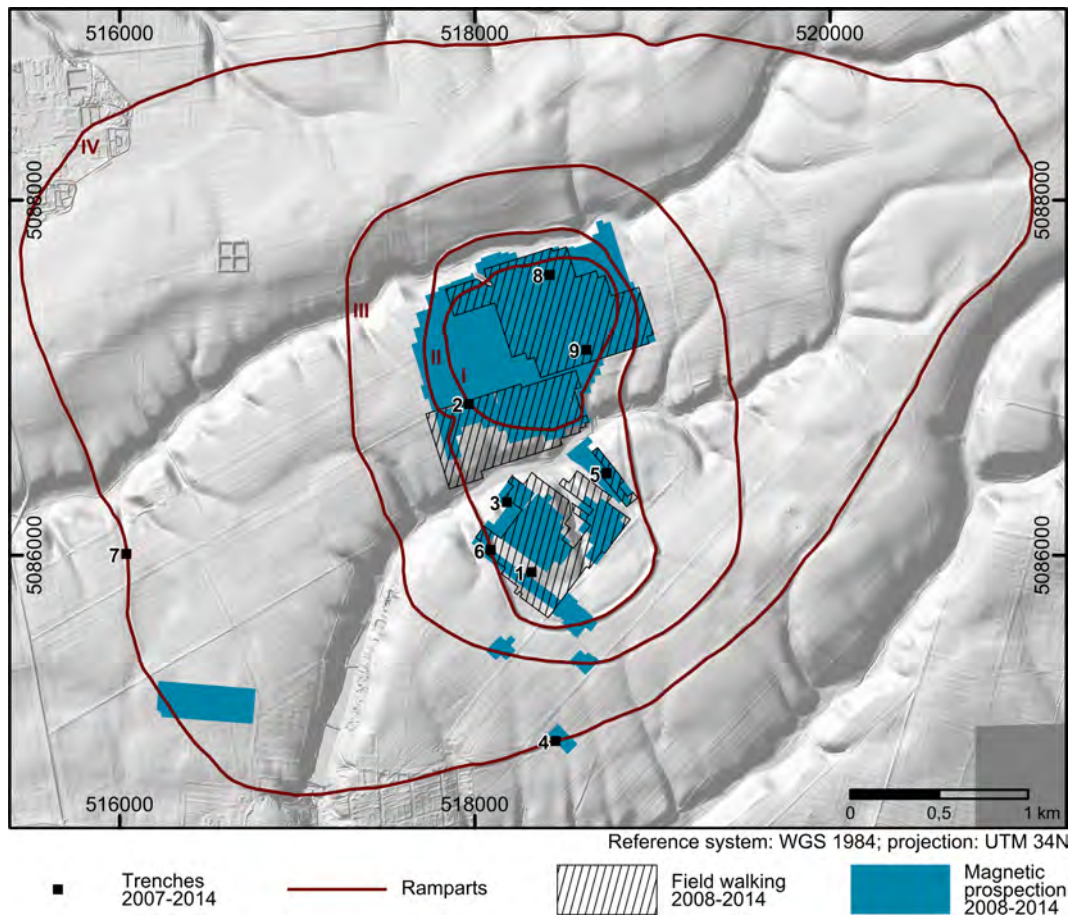 516000 518000 520000
IV
5088000
5088000
8
III
9
II
I
2
5
3
7
6
1
5086000
5086000
4
516000 518000
0 0,5 1 km
Reference system: WGS 1984; projection: UTM 34N
Trenches
2007-2014
Ramparts
Field walking
2008-2014
Magnetic
prospection
2008-2014